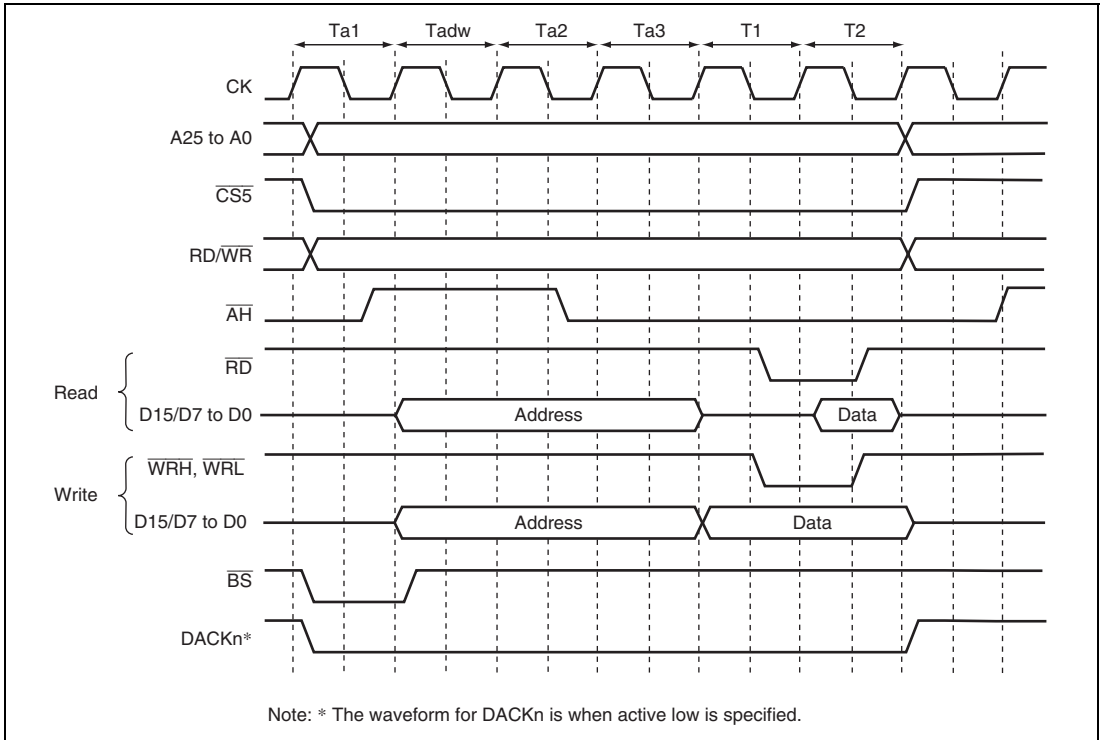 Ta1 Tadw Ta2 Ta3 T1 T2
CK
A25 to A0
CS5
RD/WR
AH
RD
Read
D15/D7 to D0 Address Data
WRH, WRL
Write
D15/D7 to D0 Address Data
BS
DACKn*
Note: * The waveform for DACKn is when active low is specified.